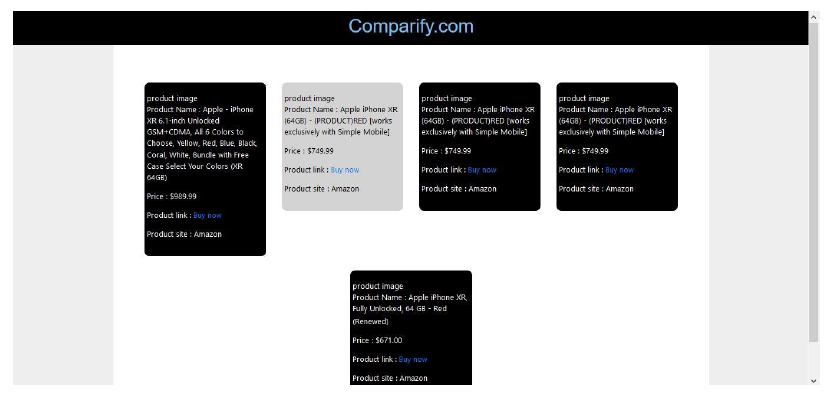 Comparify.com
product image
Product Name : Apple - iPhone
XR 6.1-inch Unlocked
GSM+CDMA, All 6 Colors to
Choose, Yellow, Red, Blue, Black,
Coral, White, Bundle with Free
Case Select Your Colors (XR
64GB)
Price : $989.99
Product link : Buy now
Product site : Amazon
product image
Product Name : Apple iPhone XR
(64GB) - (PRODUCT)RED [works
exclusively with Simple Mobile]
Price : $749.99
Product link : Buy now
Product site : Amazon
product image
Product Name : Apple iPhone XR
(64GB) - (PRODUCT)RED [works
exclusively with Simple Mobile]
Price : $749.99
Product link : Buy now
Product site : Amazon
product image
Product Name : Apple iPhone XR
(64GB) - (PRODUCT)RED [works
exclusively with Simple Mobile]
Price : $749.99
Product link : Buy now
Product site : Amazon
product image
Product Name : Apple iPhone XR,
Fully Unlocked, 64 GB - Red
(Renewed)
Price : $671.00
Product link : Buy now
Product site : Amazon